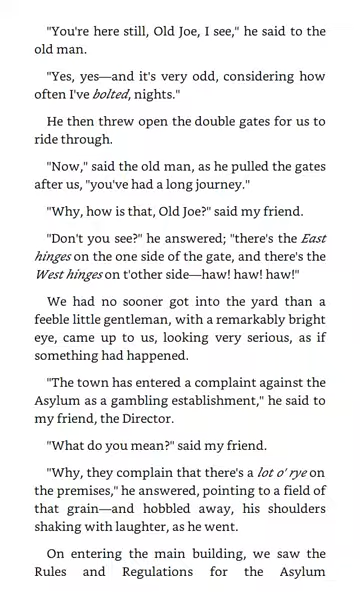 "You're here still, Old Joe, I see," he said to the
old man.
"Yes, yes—and it's very odd, considering how
often I've bolted, nights."
He then threw open the double gates for us to
ride through.
"Now," said the old man, as he pulled the gates
after us, "you've had a long journey."
"Why, how is that, Old Joe?" said my friend.
"Don't you see?" he answered; "there's the East
hinges on the one side of the gate, and there's the
West hinges on t'other side—haw! haw! haw!"
We had no sooner got into the yard than a
feeble little gentleman, with a remarkably bright
eye, came up to us, looking very serious, as if
something had happened.
"The town has entered a complaint against the
Asylum as a gambling establishment," he said to
my friend, the Director.
"What do you mean?" said my friend.
"Why, they complain that there's a lot o' rye on
the premises," he answered, pointing to a field of
that grain—and hobbled away, his shoulders
shaking with laughter, as he went.
On entering the main building, we saw the
Rules and Regulations for the Asylum